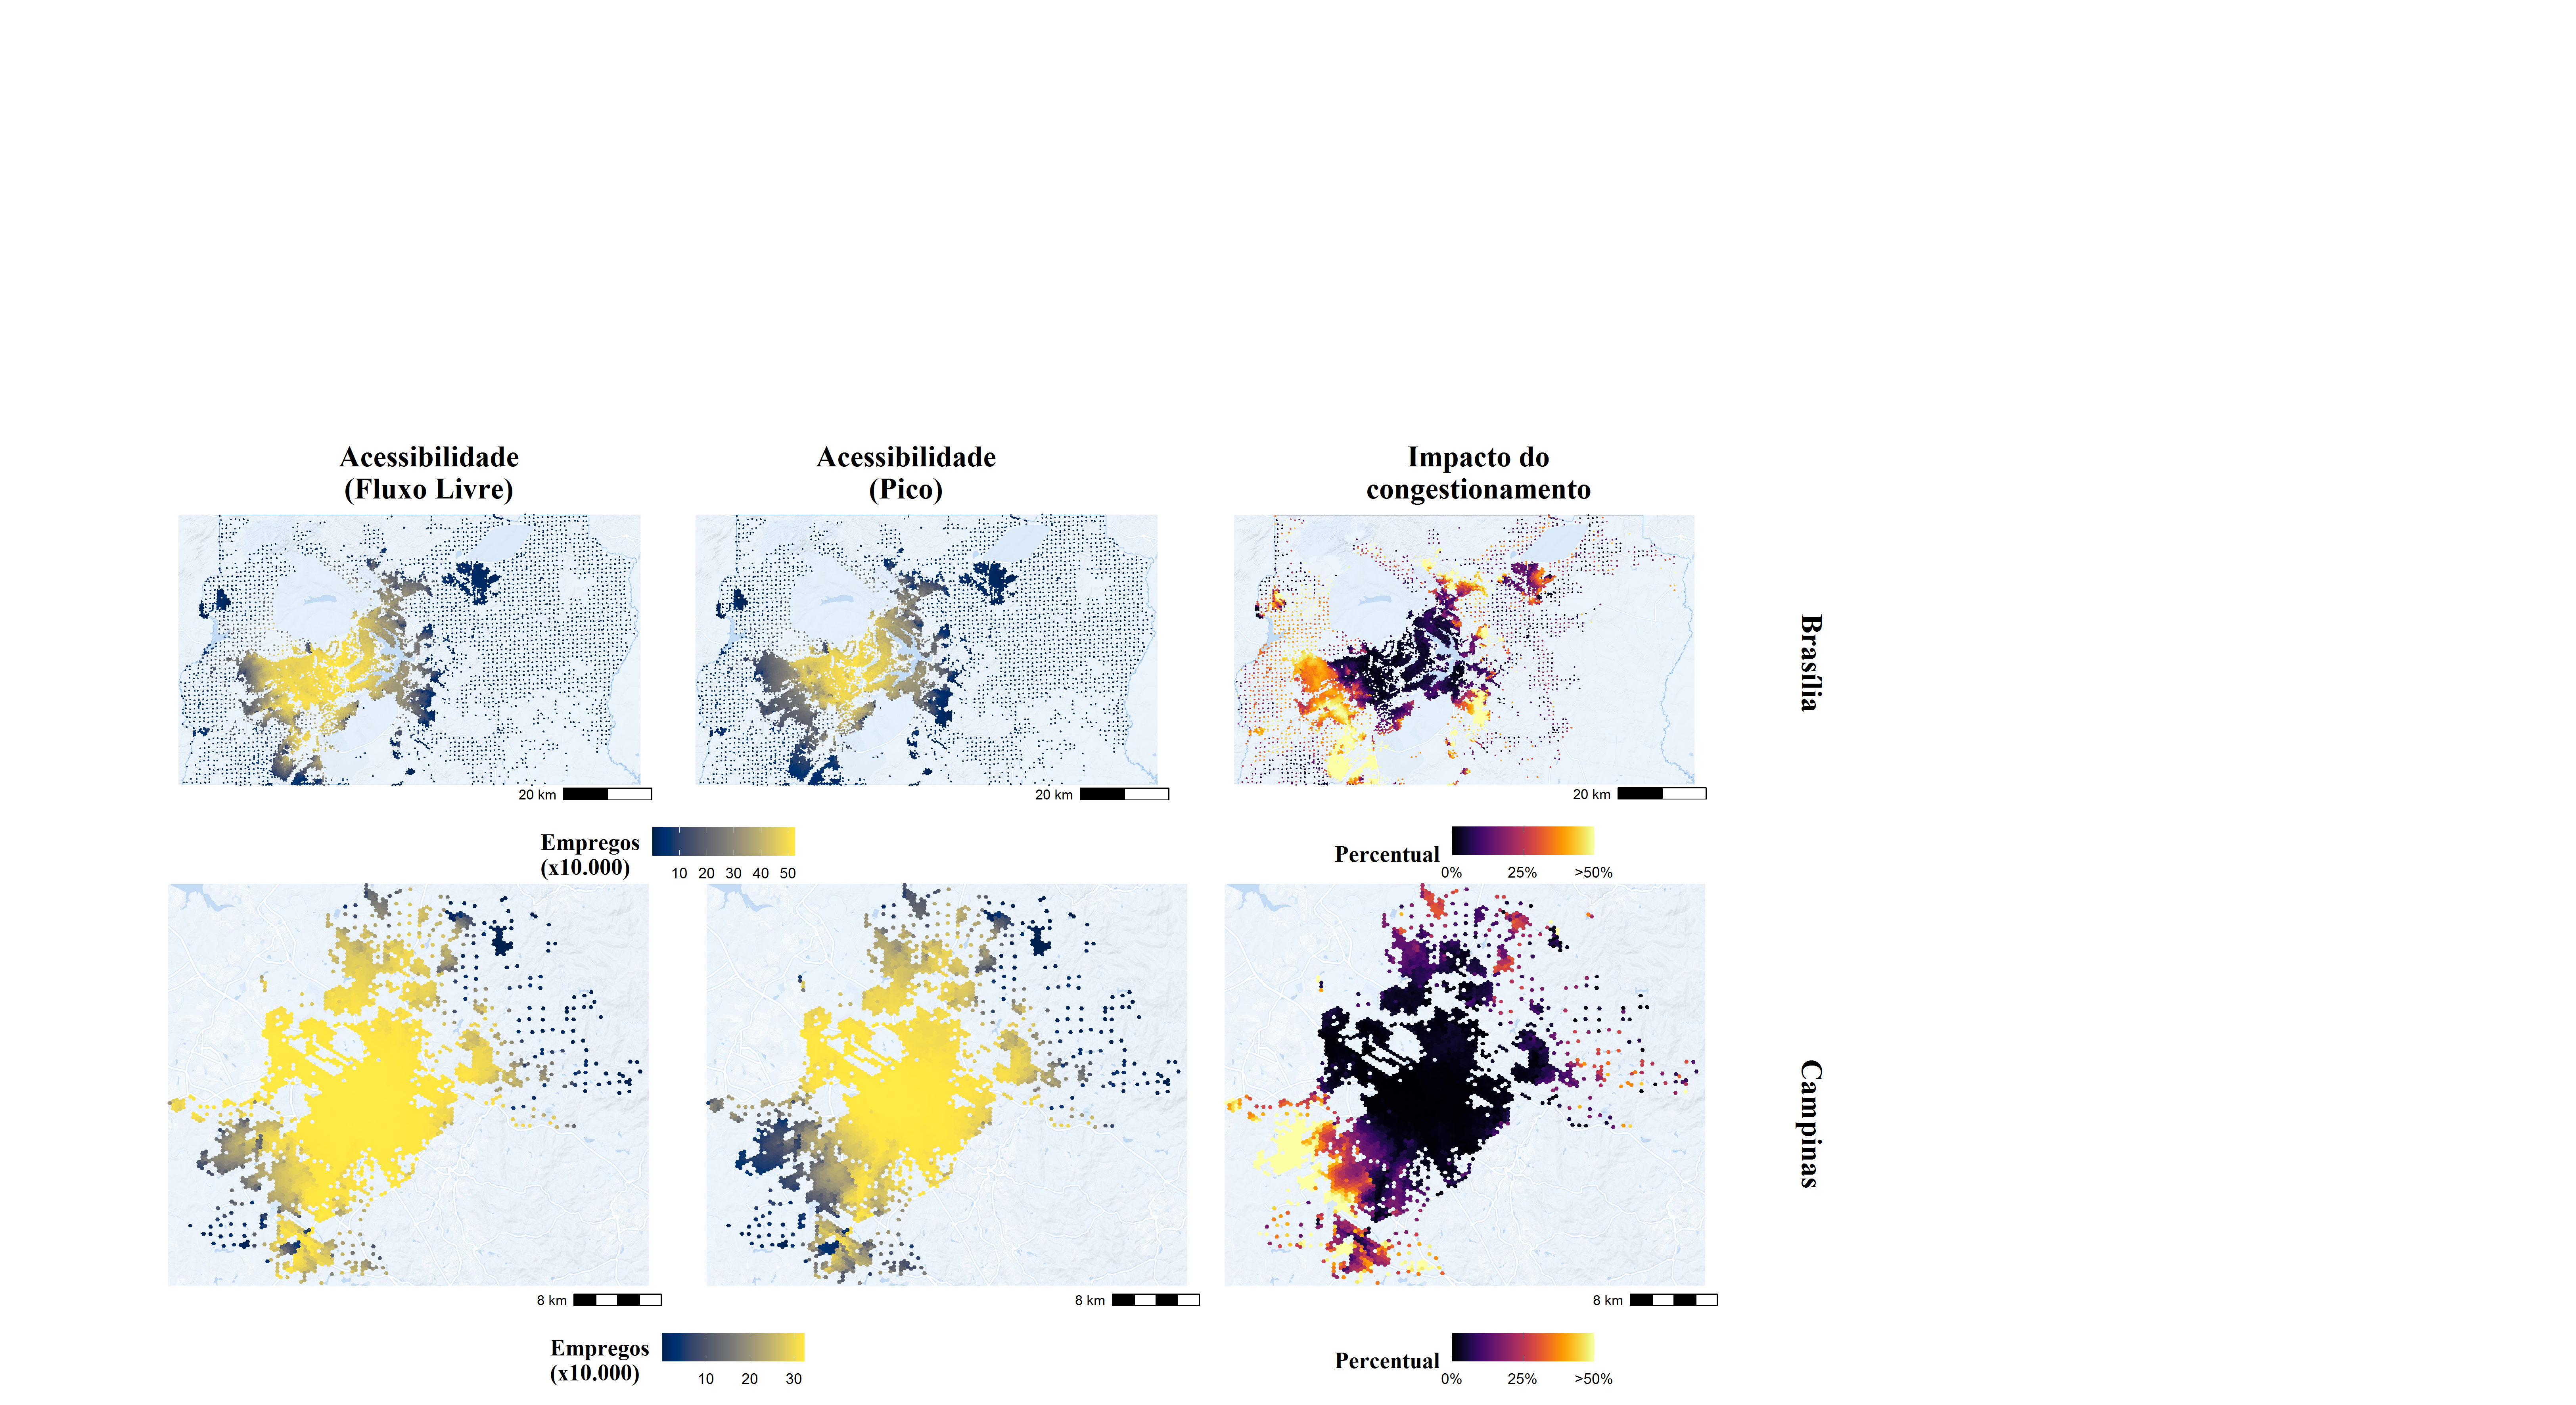 Acessibilidade
(Fluxo Livre)
Acessibilidade
(Pico)
Impacto do
congestionamento
20 km
20 km
20 km
Brasília
Empregos
(x10.000)
10 20 30 40 50
Percentual
0% 25% >50%
8 km
8 km
8 km
Campinas
Empregos
(x10.000)
10 20 30
Percentual
0% 25% >50%